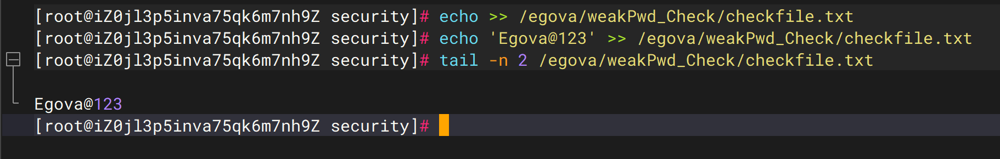 [root@iZ0jl3p5inva75qk6m7nh9Z security]# echo >> /egova/weakPwd_Check/checkfile.txt
[root@iZ0jl3p5inva75qk6m7nh9Z security]# echo 'Egova@123' >> /egova/weakPwd_Check/checkfile.txt
[root@iZ0jl3p5inva75qk6m7nh9Z security]# tail -n 2 /egova/weakPwd_Check/checkfile.txt
Egova@123
[root@iZ0jl3p5inva75qk6m7nh9Z security]#